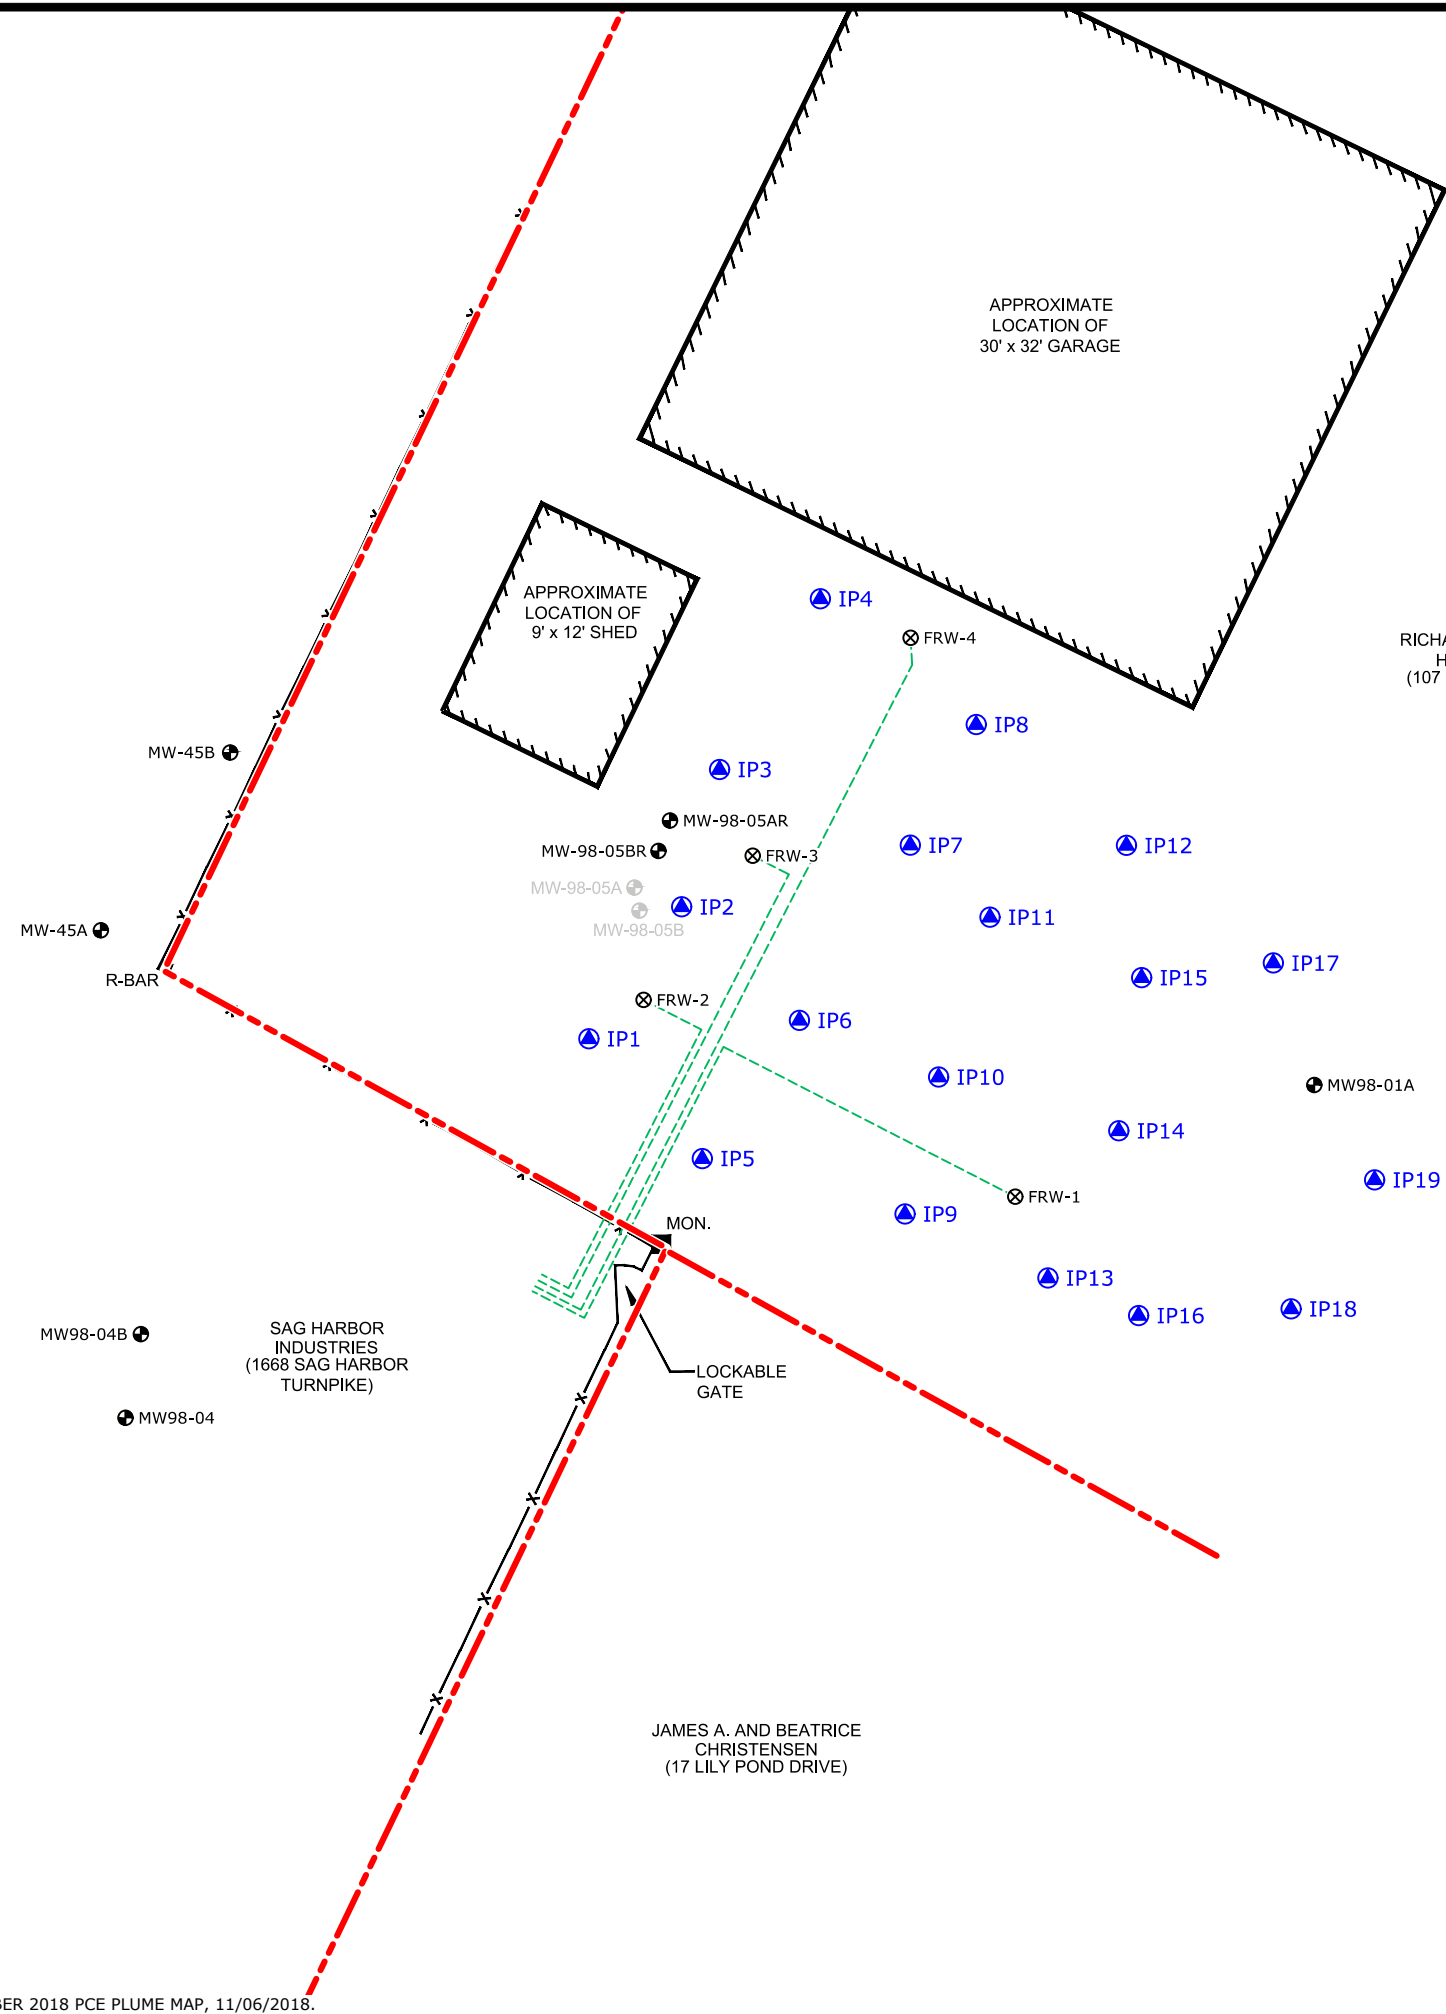 APPROXIMATE
LOCATION OF
30' x 32' GARAGE
APPROXIMATE
LOCATION OF
9' x 12' SHED
IP4
FRW-4
IP8
MW-45B
IP3
MW-98-05AR
MW-98-05BR
FRW-3
IP7
IP12
MW-98-05A
IP2
MW-98-05B
IP11
MW-45A
R-BAR
IP15
IP17
FRW-2
IP1
IP6
IP10
MW98-01A
IP14
IP5
IP19
FRW-1
IP9
MON.
IP13
IP16
IP18
MW98-04B
SAG HARBOR
INDUSTRIES
(1668 SAG HARBOR
TURNPIKE)
LOCKABLE
GATE
MW98-04
JAMES A. AND BEATRICE
CHRISTENSEN
(17 LILY POND DRIVE)
(107
2018 PCE PLUME MAP, 11/06/2018.